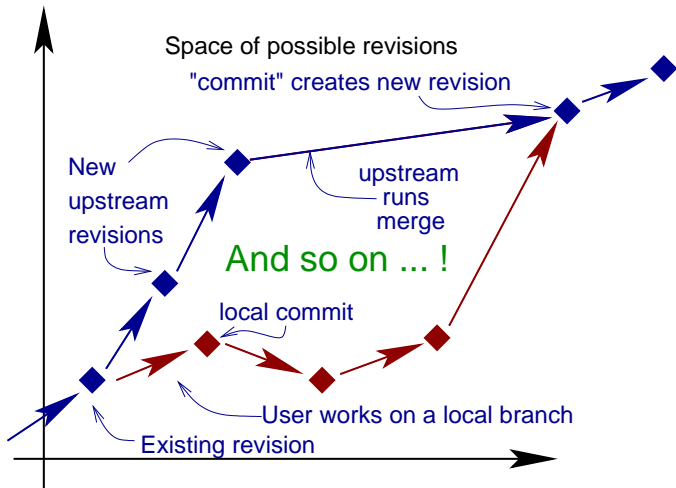 Space of possible revisions
"commit" creates new revision
New
upstream
revisions
upstream
runs
merge
And so on ... !
local commit
User works on a local branch
Existing revision